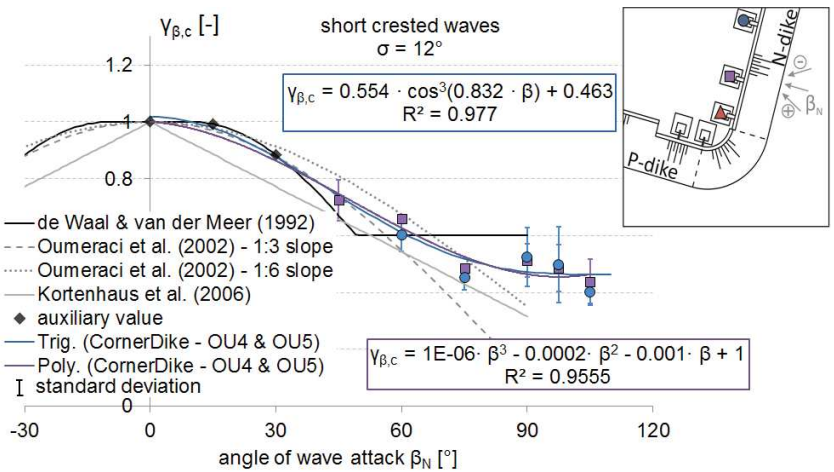 γβ,c [-]
short crested waves
σ = 12°
1.2
γβ,c = 0.554 · cos³(0.832 · β) + 0.463
R² = 0.977
1
0.8
de Waal & van der Meer (1992)
Oumeraci et al. (2002) - 1:3 slope
Oumeraci et al. (2002) - 1:6 slope
Kortenhaus et al. (2006)
auxiliary value
Trig. (CornerDike - OU4 & OU5)
Poly. (CornerDike - OU4 & OU5)
standard deviation
γβ,c = 1E-06· β³ - 0.0002· β² - 0.001· β + 1
R² = 0.9555
0
-30 0 30 60 90 120
angle of wave attack βN [°]
N-dike
βN
P-dike